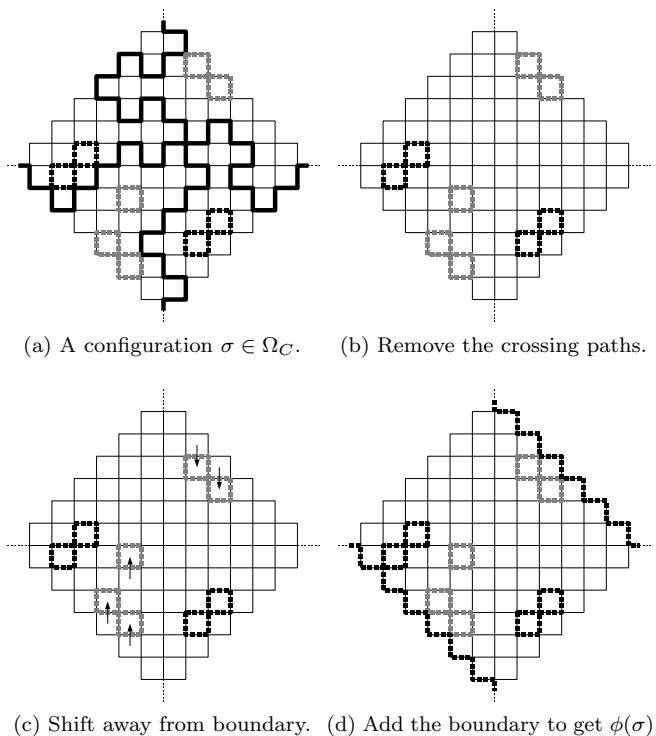 (a) A configuration σ ∈ Ω_C. (b) Remove the crossing paths.
(c) Shift away from boundary. (d) Add the boundary to get ϕ(σ)